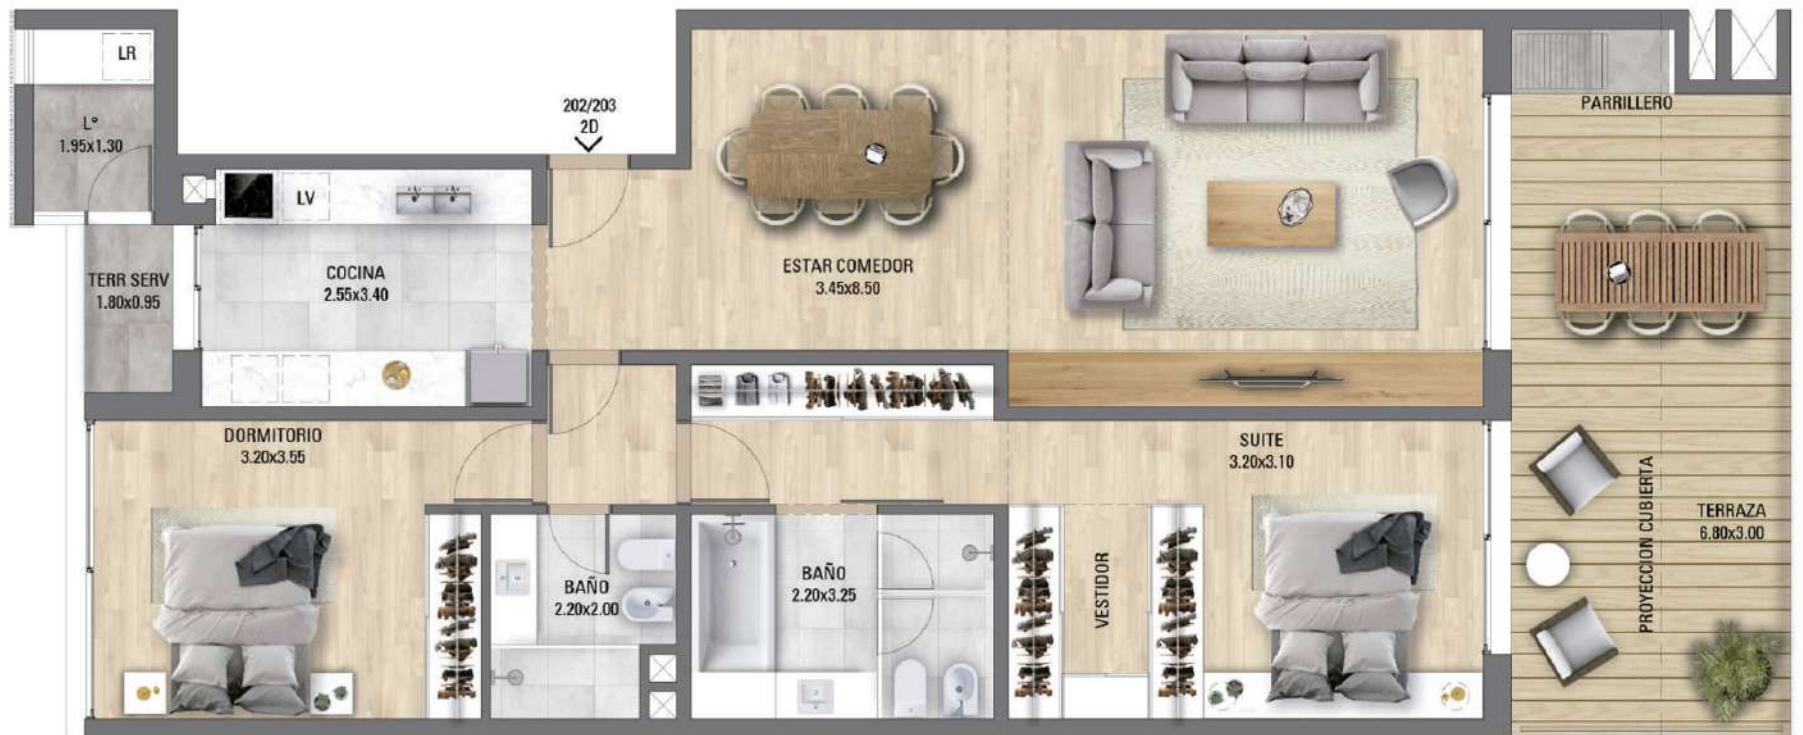 LR
L°
1.95x1.30
202/203
2D
PARRILLERO
LV
TERR SERV
1.80x0.95
COCINA
2.55x3.40
ESTAR COMEDOR
3.45x8.50
DORMITORIO
3.20x3.55
SUITE
3.20x3.10
BAÑO
2.20x2.00
BAÑO
2.20x3.25
VESTIDOR
PROYECCION CUBIERTA
TERRAZA
6.80x3.00